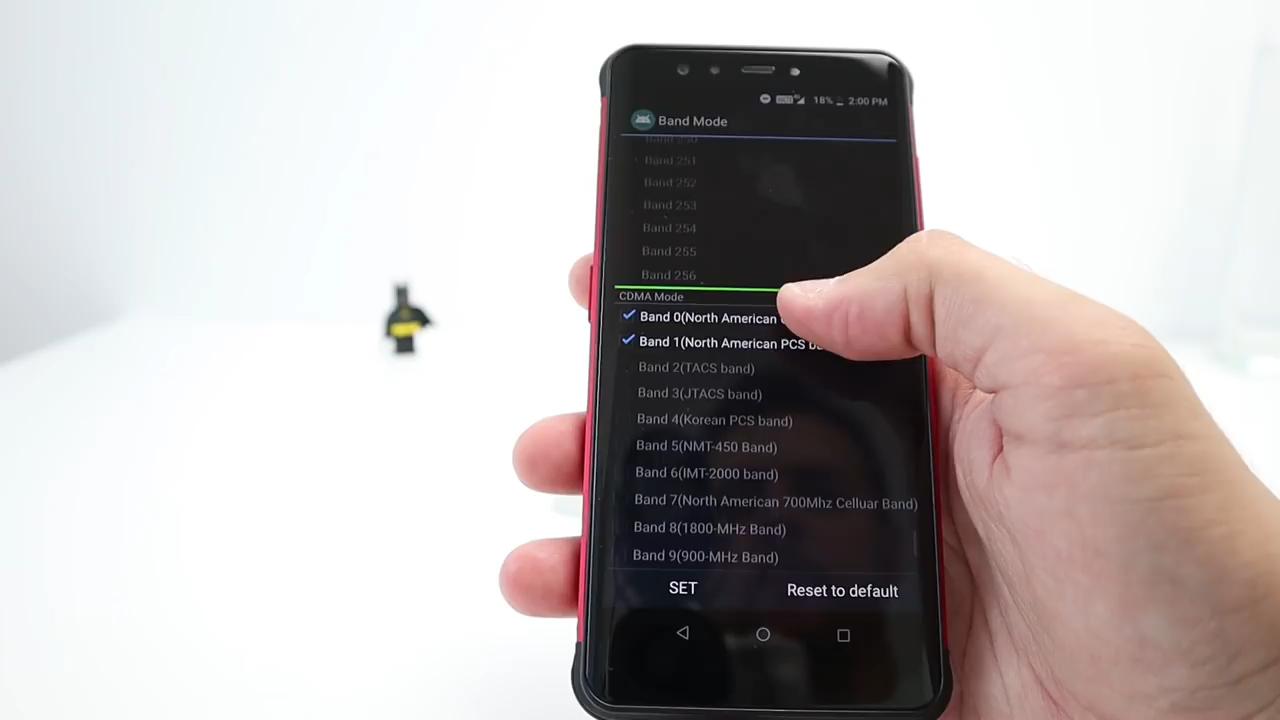 18% 2:00 PM
Band Mode
Band 250
Band 251
Band 252
Band 253
Band 254
Band 255
Band 256
CDMA Mode
Band 0(North American
Band 1(North American PCS
Band 2(TACS band)
Band 3(JTACS band)
Band 4(Korean PCS band)
Band 5(NMT-450 Band)
Band 6(IMT-2000 band)
Band 7(North American 700Mhz Celluar Band)
Band 8(1800-MHz Band)
Band 9(900-MHz Band)
SET Reset to default